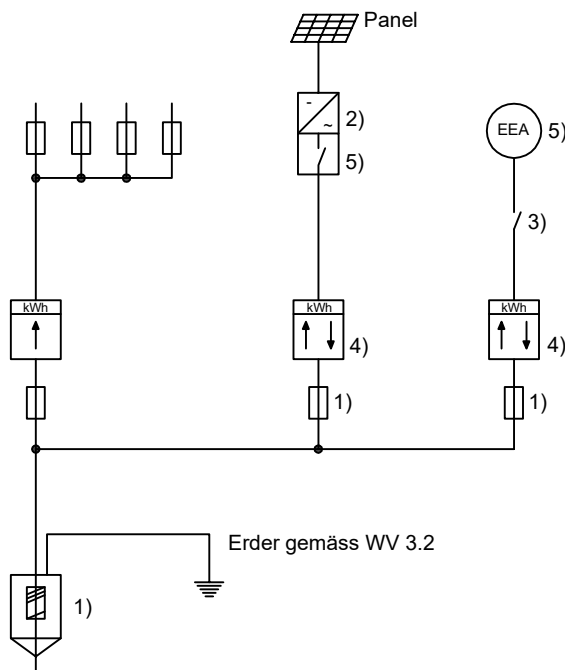 Panel
-
~
2)
5)
EEA
5)
3)
kWh
kWh
kWh
4)
4)
1)
1)
Erder gemäss WV 3.2
1)